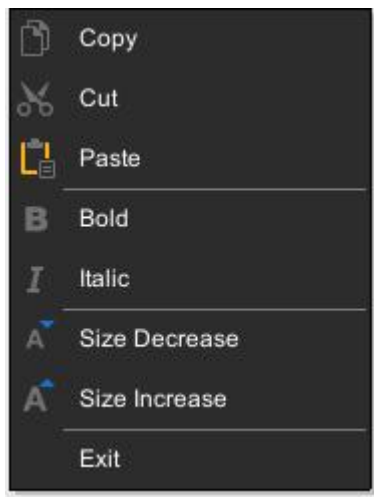 Copy
Cut
Paste
Bold
Italic
Size Decrease
Size Increase
Exit